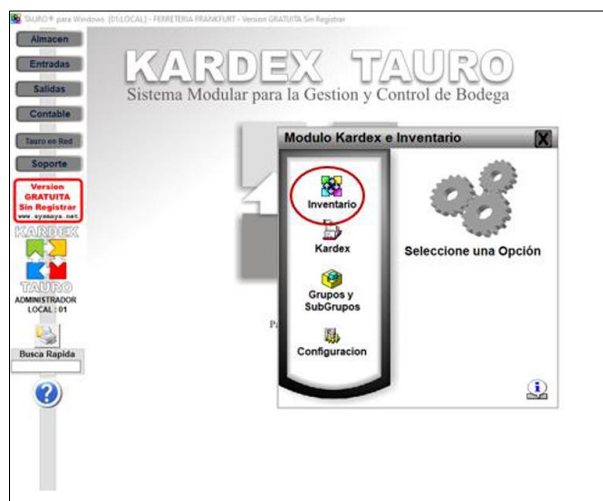 TAURO® para Windows [01:LOCAL] - FERRETERIA FRANKFURT - Version GRATUITA Sin Registrar
Almacen
Entradas
Salidas
Contable
Tauro en Red
Soporte
Version
GRATUITA
Sin Registrar
www.sysmaya.net
KARDEX
TAURO
ADMINISTRADOR
LOCAL : 01
Busca Rapida
KARDEX TAURO
Sistema Modular para la Gestion y Control de Bodega
Modulo Kardex e Inventario
X
Inventario
Kardex
Grupos y
SubGrupos
Configuracion
Seleccione una Opción